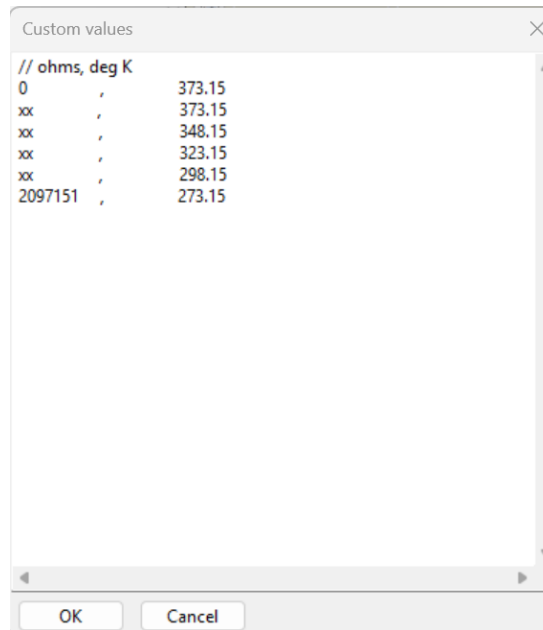 Custom values
// ohms, deg K
0 , 373.15
xx , 373.15
xx , 348.15
xx , 323.15
xx , 298.15
2097151 , 273.15
OK Cancel